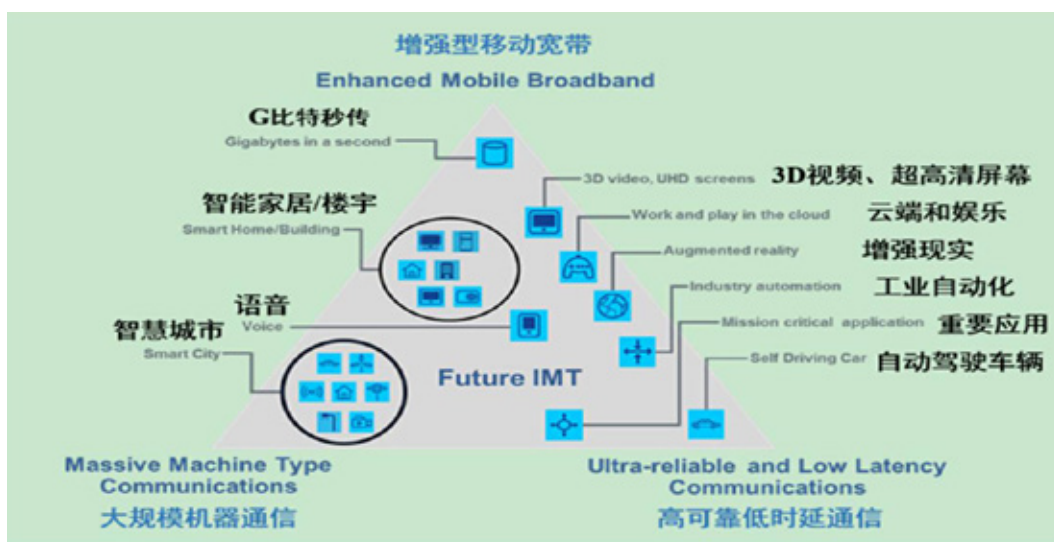 增强型移动宽带
Enhanced Mobile Broadband
G比特秒传
Gigabytes in a second
3D video, UHD screens 3D视频、超高清屏幕
智能家居/楼宇
Smart Home/Building
Work and play in the cloud 云端和娱乐
Augmented reality 增强现实
Industry automation 工业自动化
语音
Voice
Mission critical application 重要应用
智慧城市
Smart City
Self Driving Car 自动驾驶车辆
Future IMT
Massive Machine Type
Communications
大规模机器通信
Ultra-reliable and Low Latency
Communications
高可靠低时延通信